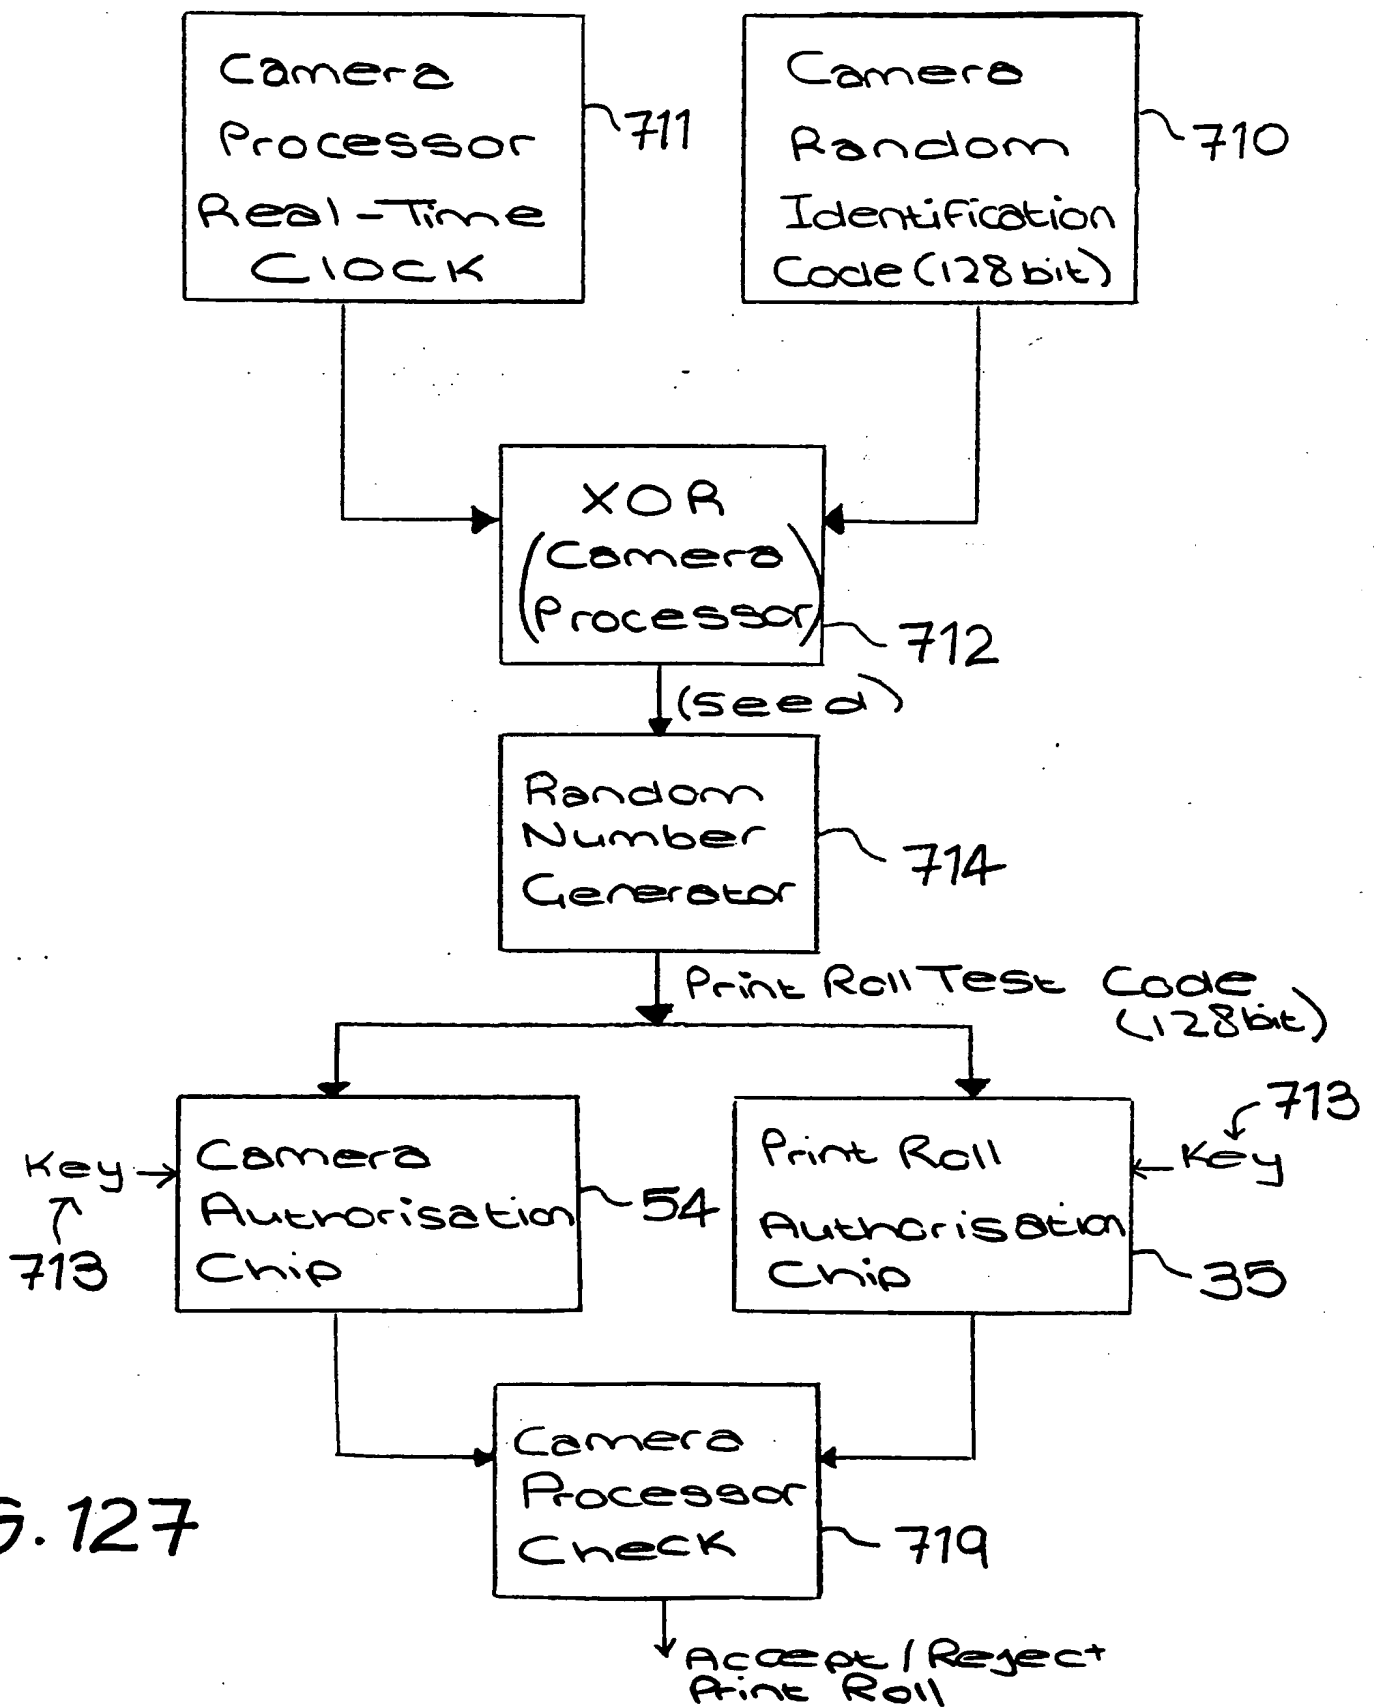 Camera
Processor
Real-Time
Clock
711
Camera
Random
Identification
Code (128 bit)
710
XOR
(Camera
Processor)
712
(Seed)
Random
Number
Generator
714
Print Roll Test Code
(128 bit)
Key
713
Camera
Authorisation
Chip
54
Print Roll
Authorisation
Chip
35
713
Key
Camera
Processor
Check
719
G. 127
Accept / Reject
Print Roll